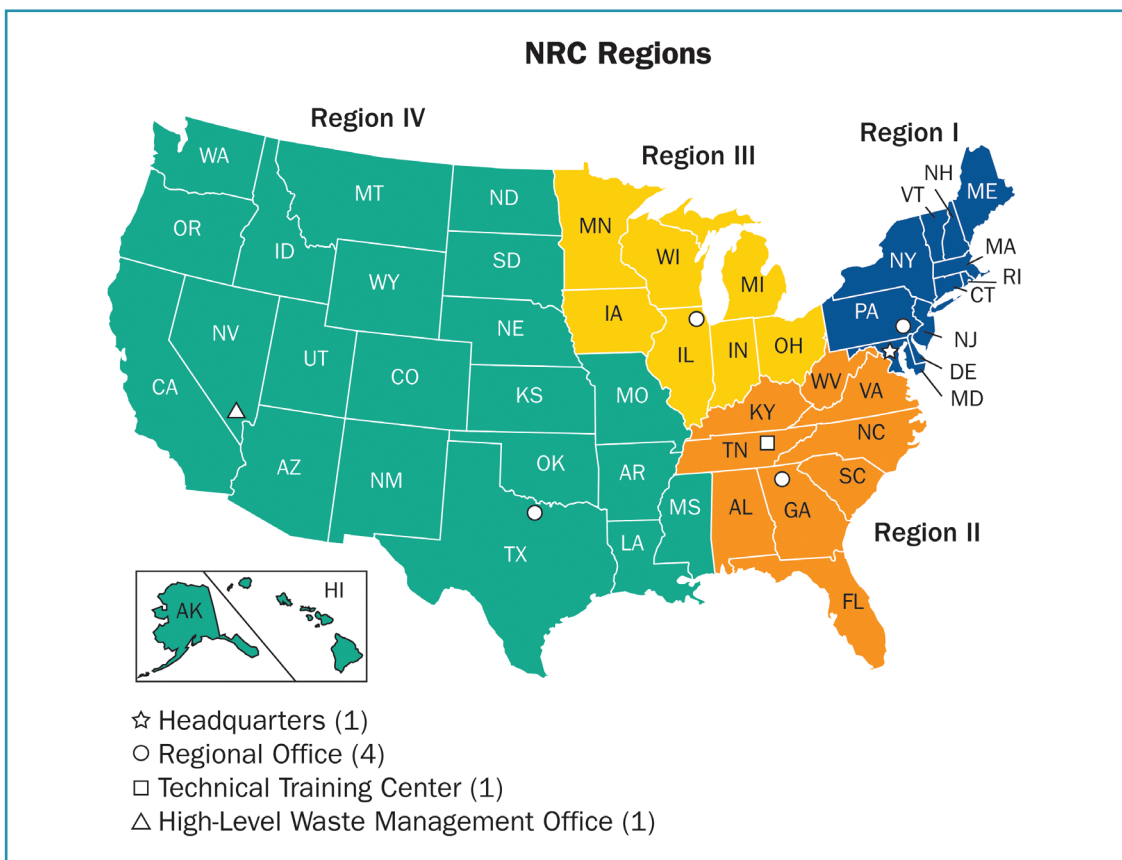 NRC Regions
Region IV
Region III
Region I
WA
MT
ND
MN
NH
VT
ME
OR
ID
SD
WI
MI
NY
MA
RI
CT
WY
NE
IA
PA
NJ
NV
UT
CO
IL
IN
OH
DE
MD
CA
KS
MO
KY
WV
VA
AZ
NM
OK
AR
TN
NC
SC
MS
AL
GA
TX
LA
Region II
FL
AK
HI
Headquarters (1)
Regional Office (4)
Technical Training Center (1)
High-Level Waste Management Office (1)